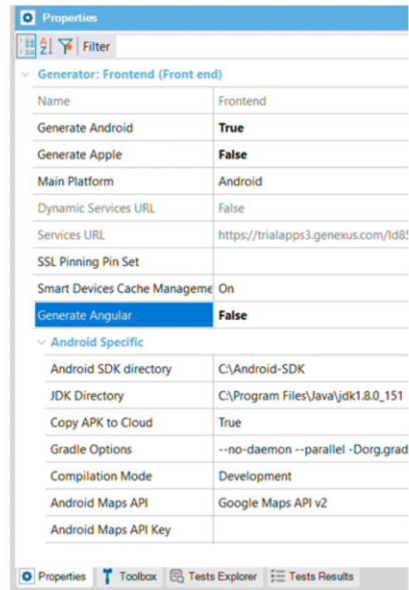 Properties
Filter
Generator: Frontend (Front end)
Name Frontend
Generate Android True
Generate Apple False
Main Platform Android
Dynamic Services URL False
Services URL https://trialapps3.genexus.com/Id85
SSL Pinning Pin Set
Smart Devices Cache Manageme On
Generate Angular False
Android Specific
Android SDK directory C:\Android-SDK
JDK Directory C:\Program Files\Java\jdk1.8.0_151
Copy APK to Cloud True
Gradle Options --no-daemon --parallel -Dorg.grad
Compilation Mode Development
Android Maps API Google Maps API v2
Android Maps API Key
Properties Toolbox Tests Explorer Tests Results